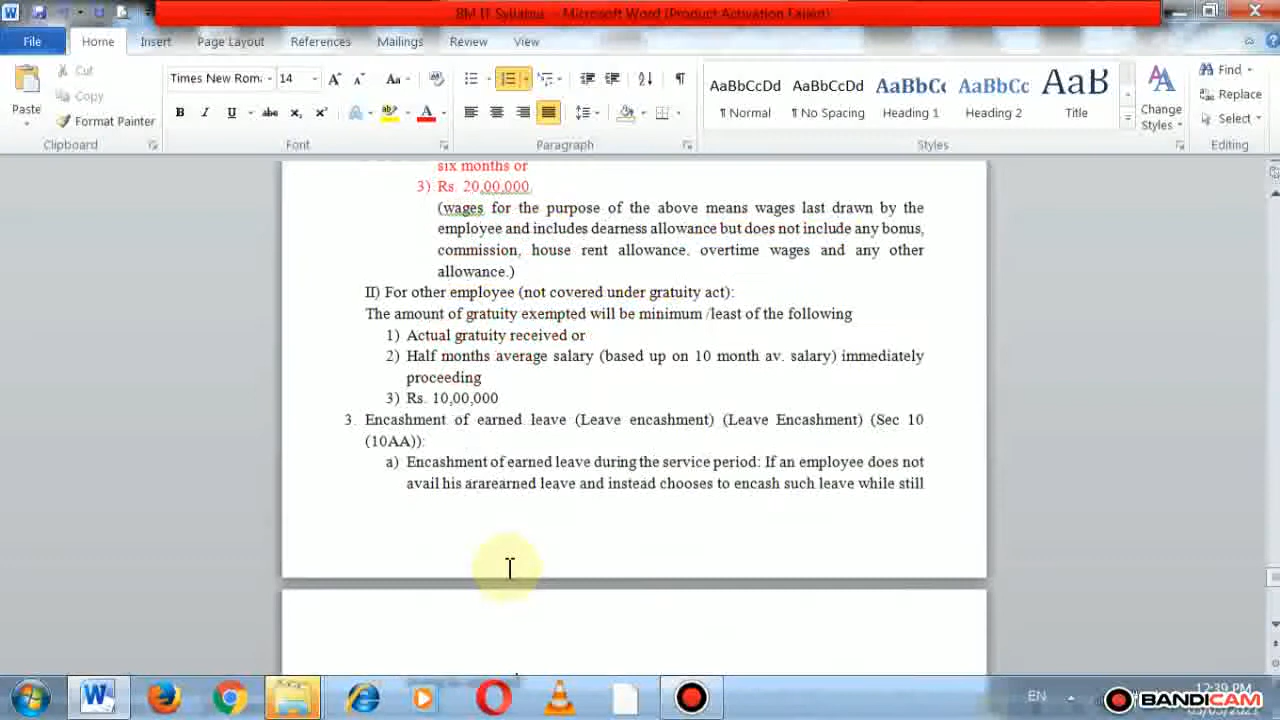 BM IT Syllabus - Microsoft Word (Product Activation Failed)
File Home Insert Page Layout References Mailings Review View
Paste
Cut
Copy
Format Painter
Clipboard
Times New Roma 14
B I U abc
Font
Paragraph
AaBbCcDd AaBbCcDd AaBbCc AaBbCc AaB
¶ Normal ¶ No Spacing Heading 1 Heading 2 Title
Change Styles
Styles
Find
Replace
Select
Editing
six months or
3) Rs. 20,00,000
(wages for the purpose of the above means wages last drawn by the
employee and includes dearness allowance but does not include any bonus,
commission, house rent allowance, overtime wages and any other
allowance.)
II) For other employee (not covered under gratuity act):
The amount of gratuity exempted will be minimum /least of the following
1) Actual gratuity received or
2) Half months average salary (based up on 10 month av. salary) immediately
proceeding
3) Rs. 10,00,000
3. Encashment of earned leave (Leave encashment) (Leave Encashment) (Sec 10
(10AA)):
a) Encashment of earned leave during the service period: If an employee does not
avail his ararearned leave and instead chooses to encash such leave while still
EN
12:39 PM
BANDICAM